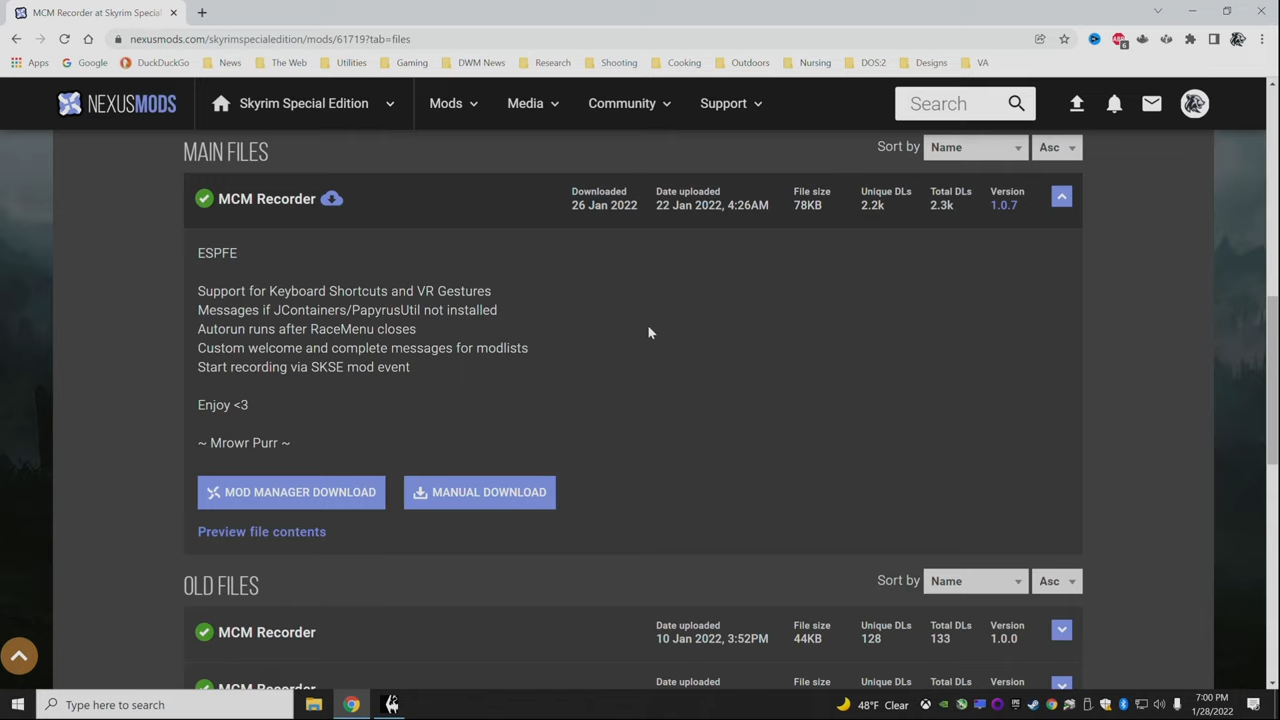 MCM Recorder at Skyrim Special
nexusmods.com/skyrimspecialedition/mods/61719?tab=files
6
Apps Google DuckDuckGo News The Web Utilities Gaming DWM News Research Shooting Cooking Outdoors Nursing DOS:2 Designs VA
NEXUSMODS Skyrim Special Edition Mods Media Community Support Search
MAIN FILES Sort by Name Asc
MCM Recorder
Downloaded Date uploaded File size Unique DLs Total DLs Version
26 Jan 2022 22 Jan 2022, 4:26AM 78KB 2.2k 2.3k 1.0.7
ESPFE
Support for Keyboard Shortcuts and VR Gestures
Messages if JContainers/PapyrusUtil not installed
Autorun runs after RaceMenu closes
Custom welcome and complete messages for modlists
Start recording via SKSE mod event
Enjoy <3
~ Mrowr Purr ~
MOD MANAGER DOWNLOAD MANUAL DOWNLOAD
Preview file contents
OLD FILES Sort by Name Asc
MCM Recorder
Date uploaded File size Unique DLs Total DLs Version
10 Jan 2022, 3:52PM 44KB 128 133 1.0.0
MCM Recorder Date uploaded File size Unique DLs Total DLs Version
Type here to search
48°F Clear
7:00 PM
1/28/2022